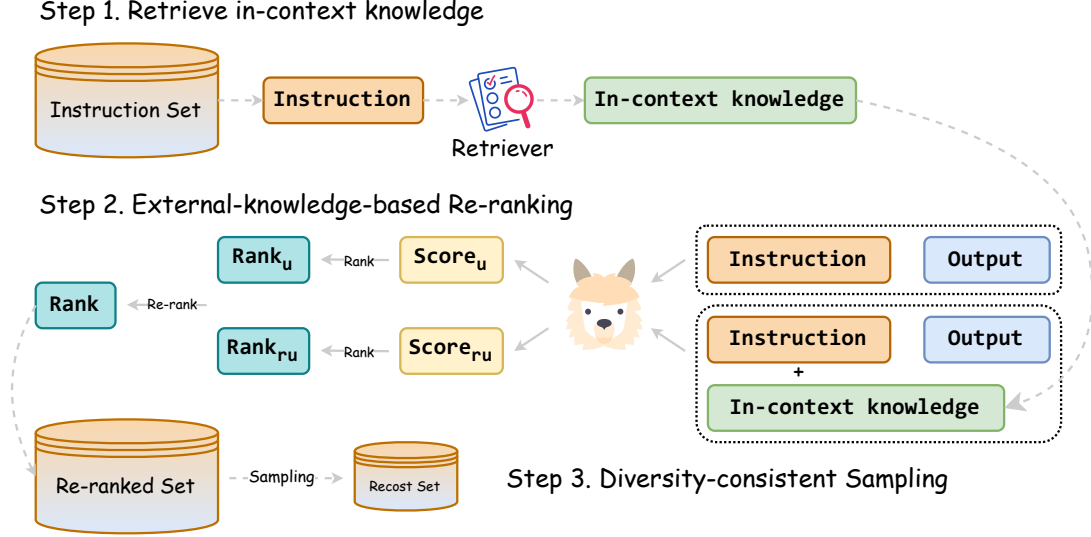 Step 1. Retrieve in-context knowledge
Instruction Set
Instruction
In-context knowledge
Retriever
Step 2. External-knowledge-based Re-ranking
Rank_u
Rank
Score_u
Instruction
Output
Rank
Re-rank
Rank_ru
Rank
Score_ru
Instruction
Output
+
In-context knowledge
Re-ranked Set
Sampling
Recost Set
Step 3. Diversity-consistent Sampling